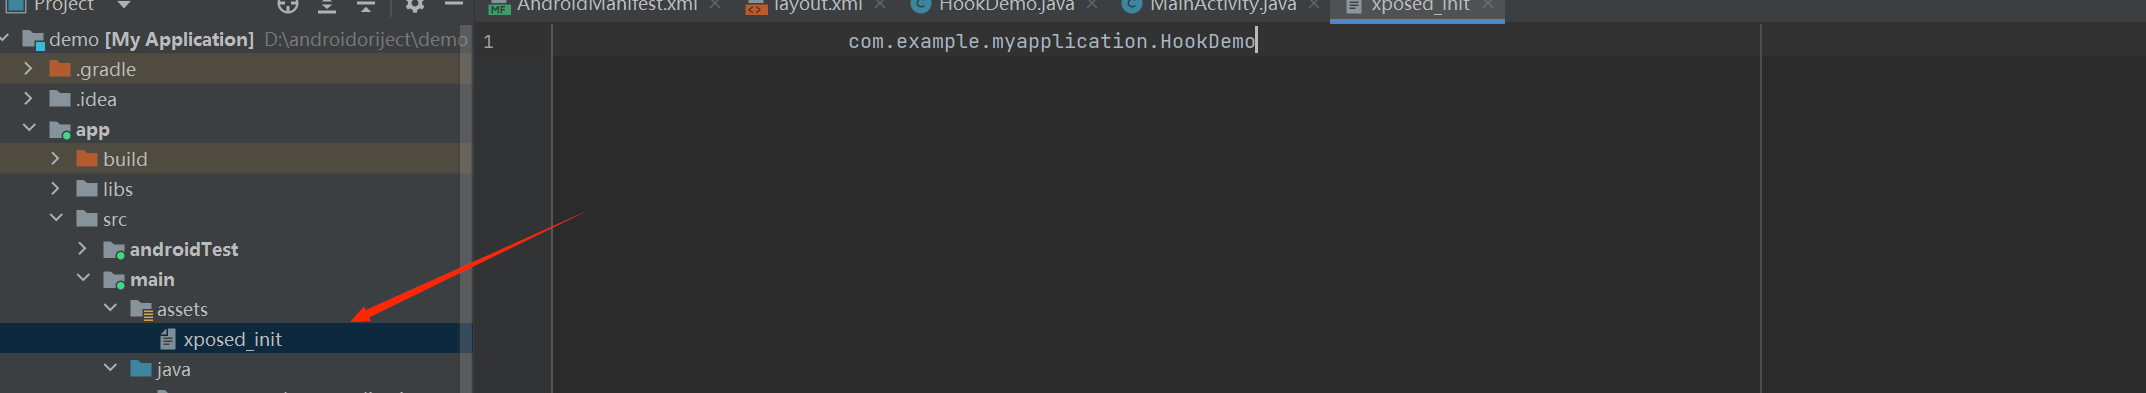 Project
AndroidManifest.xml
layout.xml
HookDemo.java
MainActivity.java
xposed_init
demo [My Application] D:\androidoriject\demo
1
com.example.myapplication.HookDemo
.gradle
.idea
app
build
libs
src
androidTest
main
assets
xposed_init
java